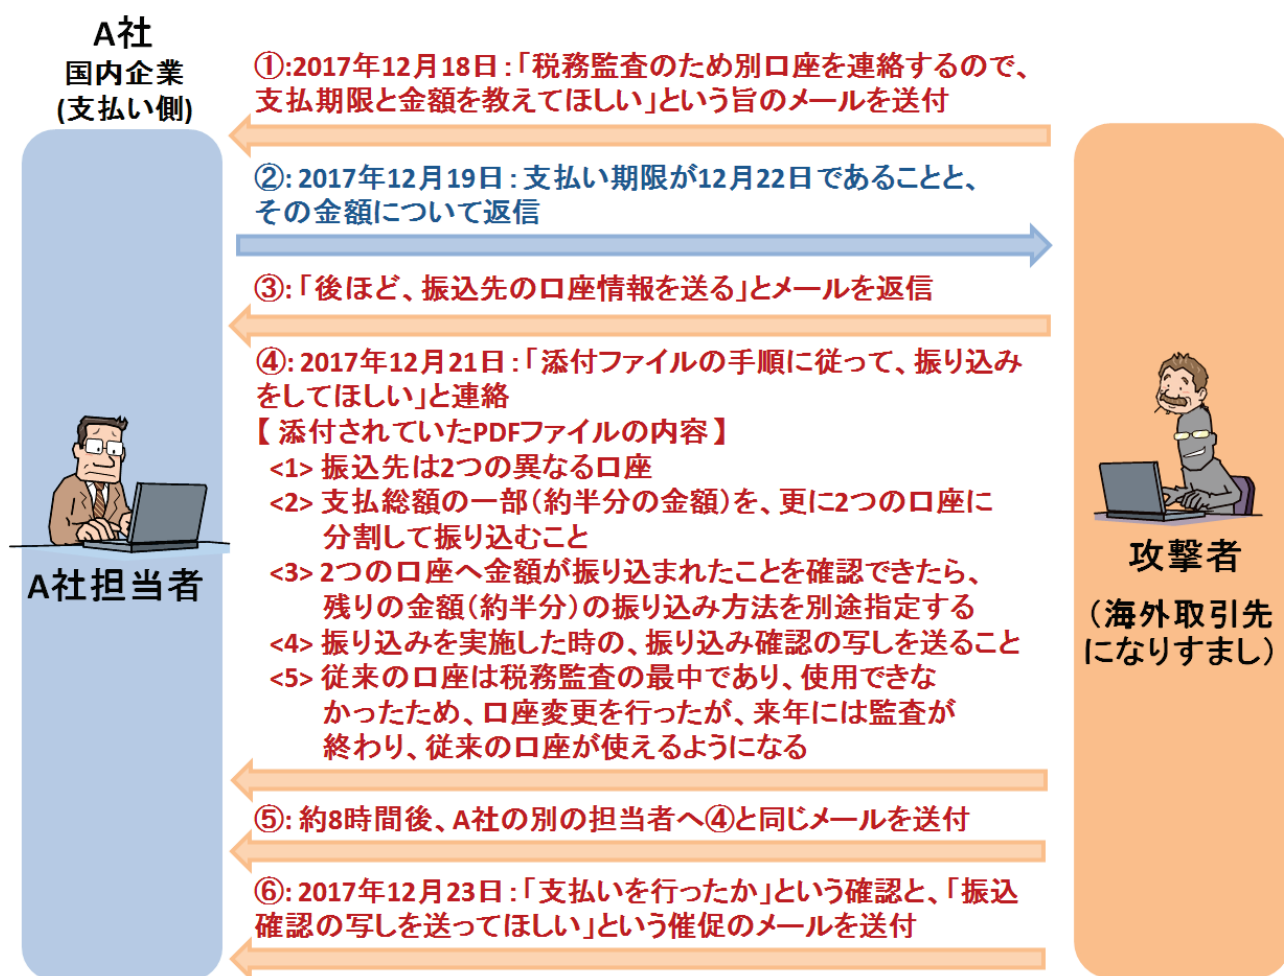 A社
国内企業
(支払い側)
①:2017年12月18日:「税務監査のため別口座を連絡するので、
支払期限と金額を教えてほしい」という旨のメールを送付
②: 2017年12月19日: 支払い期限が12月22日であることと、
その金額について返信
③:「後ほど、振込先の口座情報を送る」とメールを返信
④: 2017年12月21日:「添付ファイルの手順に従って、振り込み
をしてほしい」と連絡
【 添付されていたPDFファイルの内容 】
<1> 振込先は2つの異なる口座
<2> 支払総額の一部(約半分の金額)を、更に2つの口座に
分割して振り込むこと
<3> 2つの口座へ金額が振り込まれたことを確認できたら、
残りの金額(約半分)の振り込み方法を別途指定する
<4> 振り込みを実施した時の、振り込み確認の写しを送ること
<5> 従来の口座は税務監査の最中であり、使用できな
かったため、口座変更を行ったが、来年には監査が
終わり、従来の口座が使えるようになる
A社担当者
攻撃者
(海外取引先
になりすまし)
⑤: 約8時間後、A社の別の担当者へ④と同じメールを送付
⑥: 2017年12月23日:「支払いを行ったか」という確認と、「振込
確認の写しを送ってほしい」という催促のメールを送付